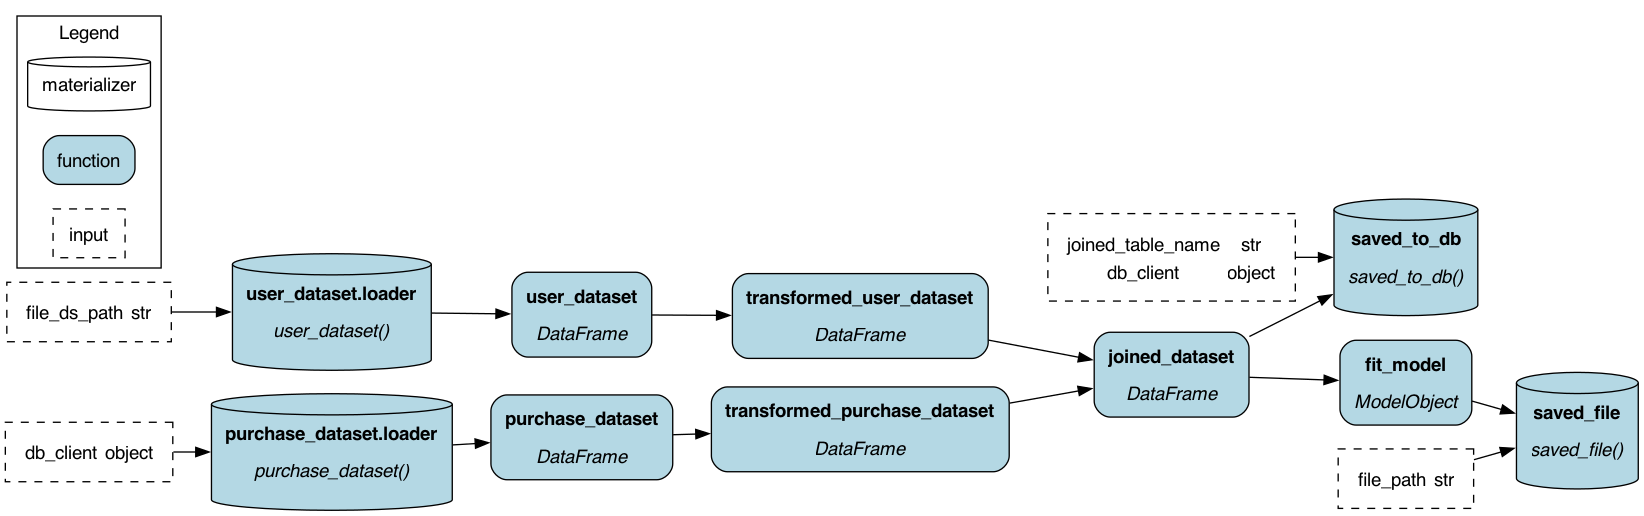 Legend
materializer
function
input
file_ds_path str
user_dataset.loader
user_dataset()
user_dataset
DataFrame
transformed_user_dataset
DataFrame
db_client object
purchase_dataset.loader
purchase_dataset()
purchase_dataset
DataFrame
transformed_purchase_dataset
DataFrame
joined_dataset
DataFrame
joined_table_name str
db_client object
saved_to_db
saved_to_db()
fit_model
ModelObject
file_path str
saved_file
saved_file()